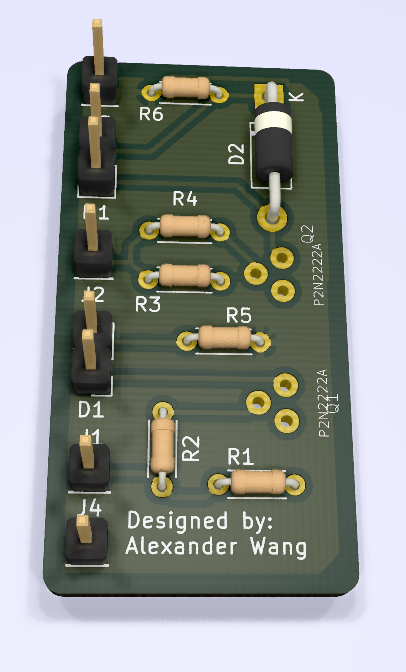 R6
K
D2
R4
Q2
P2N2222A
J2
R3
R5
P2N2222A
Q1
D1
J1
R2
R1
J4
Designed by:
Alexander Wang